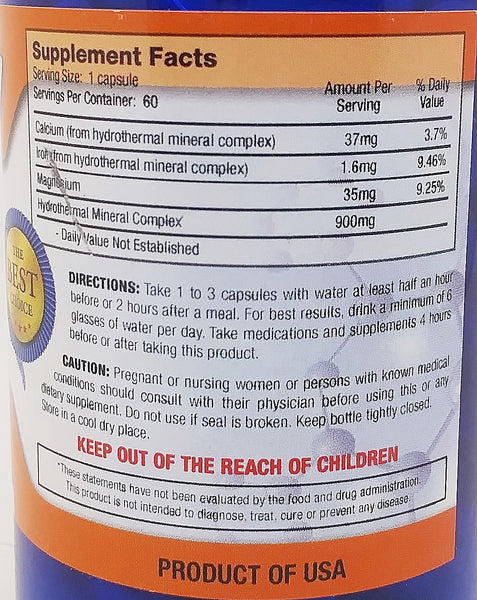 Supplement Facts
Serving Size: 1 capsule
Servings Per Container: 60
Amount Per Serving
% Daily Value
Calcium (from hydrothermal mineral complex) 37mg 3.7%
Iron (from hydrothermal mineral complex) 1.6mg 9.46%
Magnesium 35mg 9.25%
Hydrothermal Mineral Complex 900mg
- Daily Value Not Established
THE
BEST
CHOICE
DIRECTIONS: Take 1 to 3 capsules with water at least half an hour
before or 2 hours after a meal. For best results, drink a minimum of 6
glasses of water per day. Take medications and supplements 4 hours
before or after taking this product.
CAUTION: Pregnant or nursing women or persons with known medical
conditions should consult with their physician before using this or any
dietary supplement. Do not use if seal is broken. Keep bottle tightly closed.
Store in a cool dry place.
KEEP OUT OF THE REACH OF CHILDREN
*These statements have not been evaluated by the food and drug administration.
This product is not intended to diagnose, treat, cure or prevent any disease.
PRODUCT OF USA